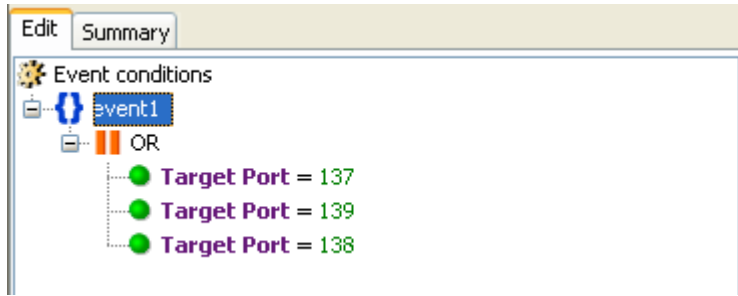 Edit Summary
Event conditions
event1
OR
Target Port = 137
Target Port = 139
Target Port = 138